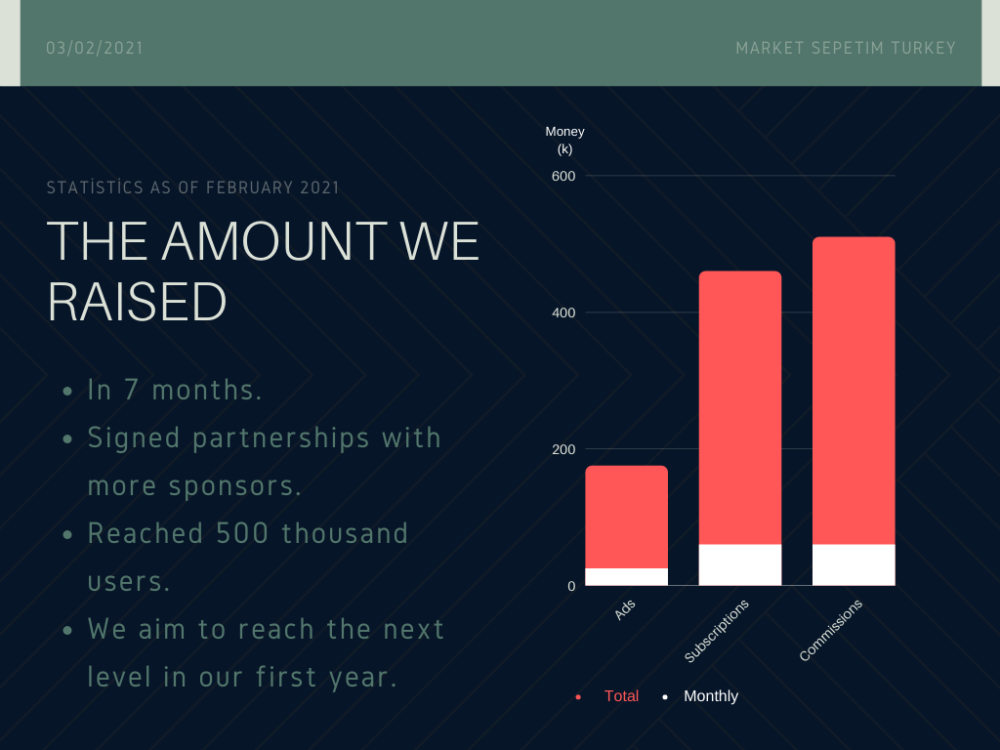 03/02/2021
MARKET SEPETIM TURKEY
STATİSTİCS AS OF FEBRUARY 2021
THE AMOUNT WE
RAISED
• In 7 months.
• Signed partnerships with
more sponsors.
• Reached 500 thousand
users.
• We aim to reach the next
level in our first year.
Money
(k)
600
400
200
0
Ads
Subscriptions
Commissions
• Total • Monthly